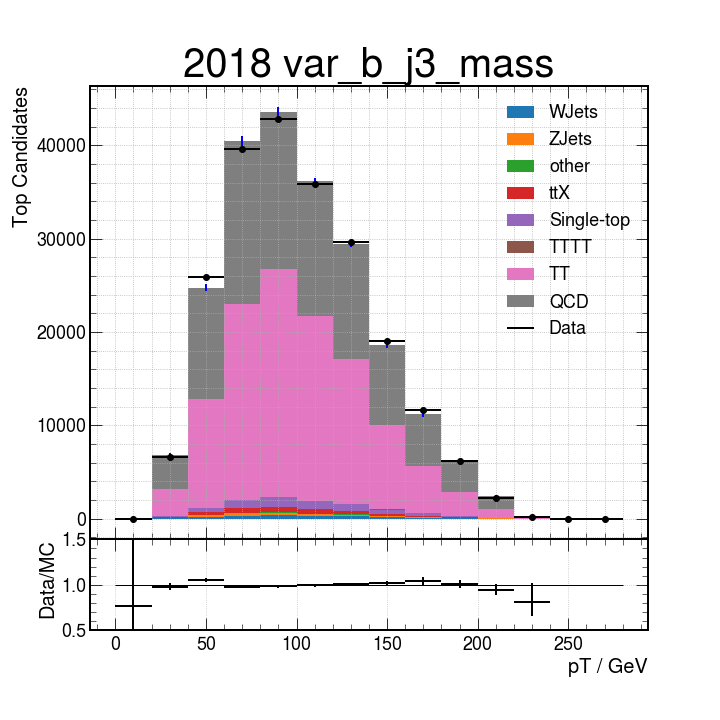 2018 var_b_j3_mass
Top Candidates
40000
30000
20000
10000
0
WJets
ZJets
other
ttX
Single-top
TTTT
TT
QCD
Data
Data/MC
1.5
1.0
0.5
0 50 100 150 200 250
pT / GeV